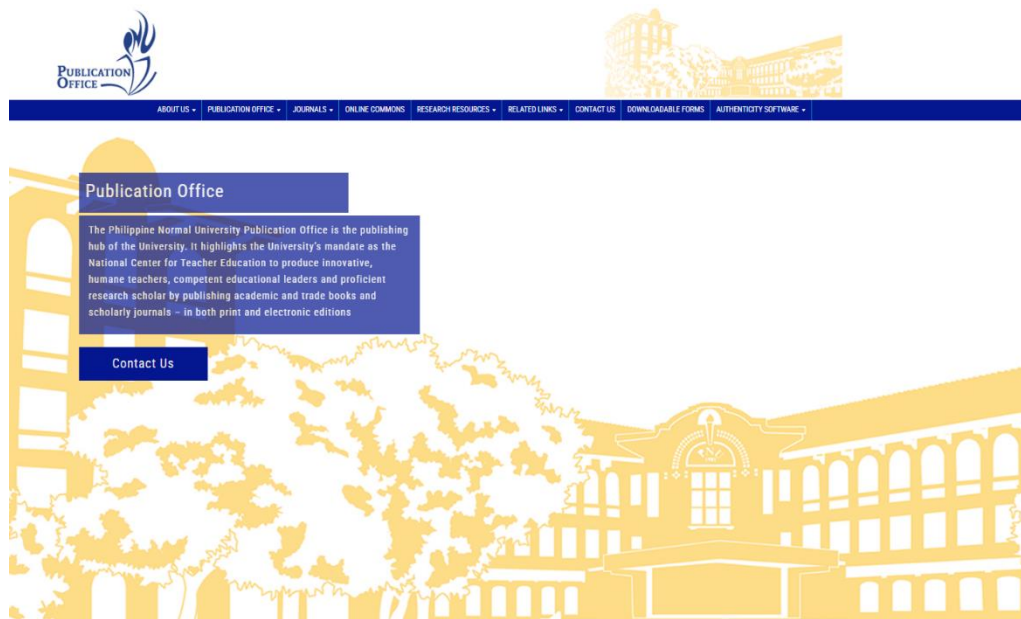 PUBLICATION
OFFICE
ABOUT US
PUBLICATION OFFICE
JOURNALS
ONLINE COMMONS
RESEARCH RESOURCES
RELATED LINKS
CONTACT US
DOWNLOADABLE FORMS
AUTHENTICITY SOFTWARE
Publication Office
The Philippine Normal University Publication Office is the publishing
hub of the University. It highlights the University's mandate as the
National Center for Teacher Education to produce innovative,
humane teachers, competent educational leaders and proficient
research scholar by publishing academic and trade books and
scholarly journals – in both print and electronic editions
Contact Us